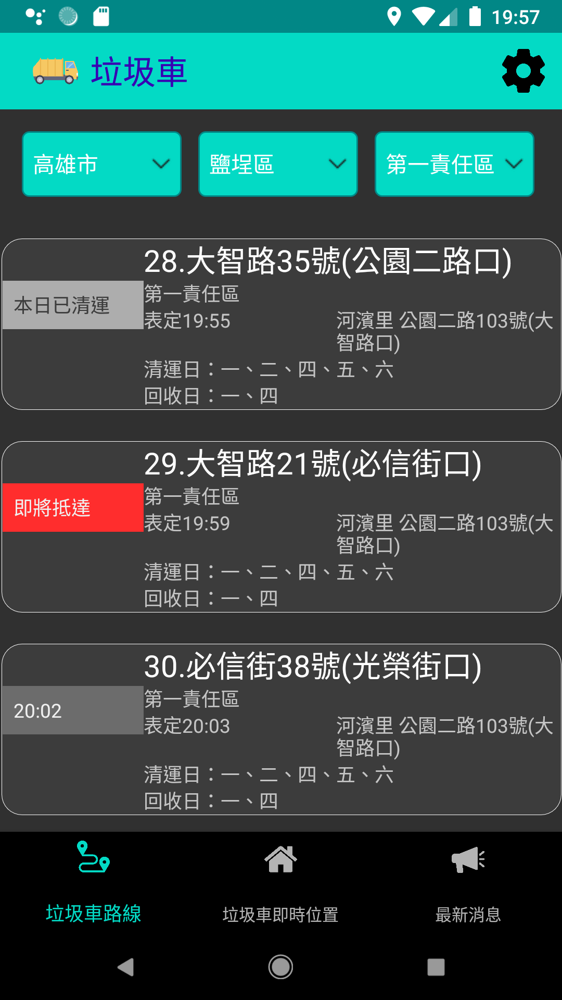 19:57
垃圾車
高雄市
鹽埕區
第一責任區
28.大智路35號(公園二路口)
本日已清運
第一責任區
表定19:55
河濱里 公園二路103號(大
智路口)
清運日：一、二、四、五、六
回收日：一、四
29.大智路21號(必信街口)
即將抵達
第一責任區
表定19:59
河濱里 公園二路103號(大
智路口)
清運日：一、二、四、五、六
回收日：一、四
30.必信街38號(光榮街口)
20:02
第一責任區
表定20:03
河濱里 公園二路103號(大
智路口)
清運日：一、二、四、五、六
回收日：一、四
垃圾車路線
垃圾車即時位置
最新消息